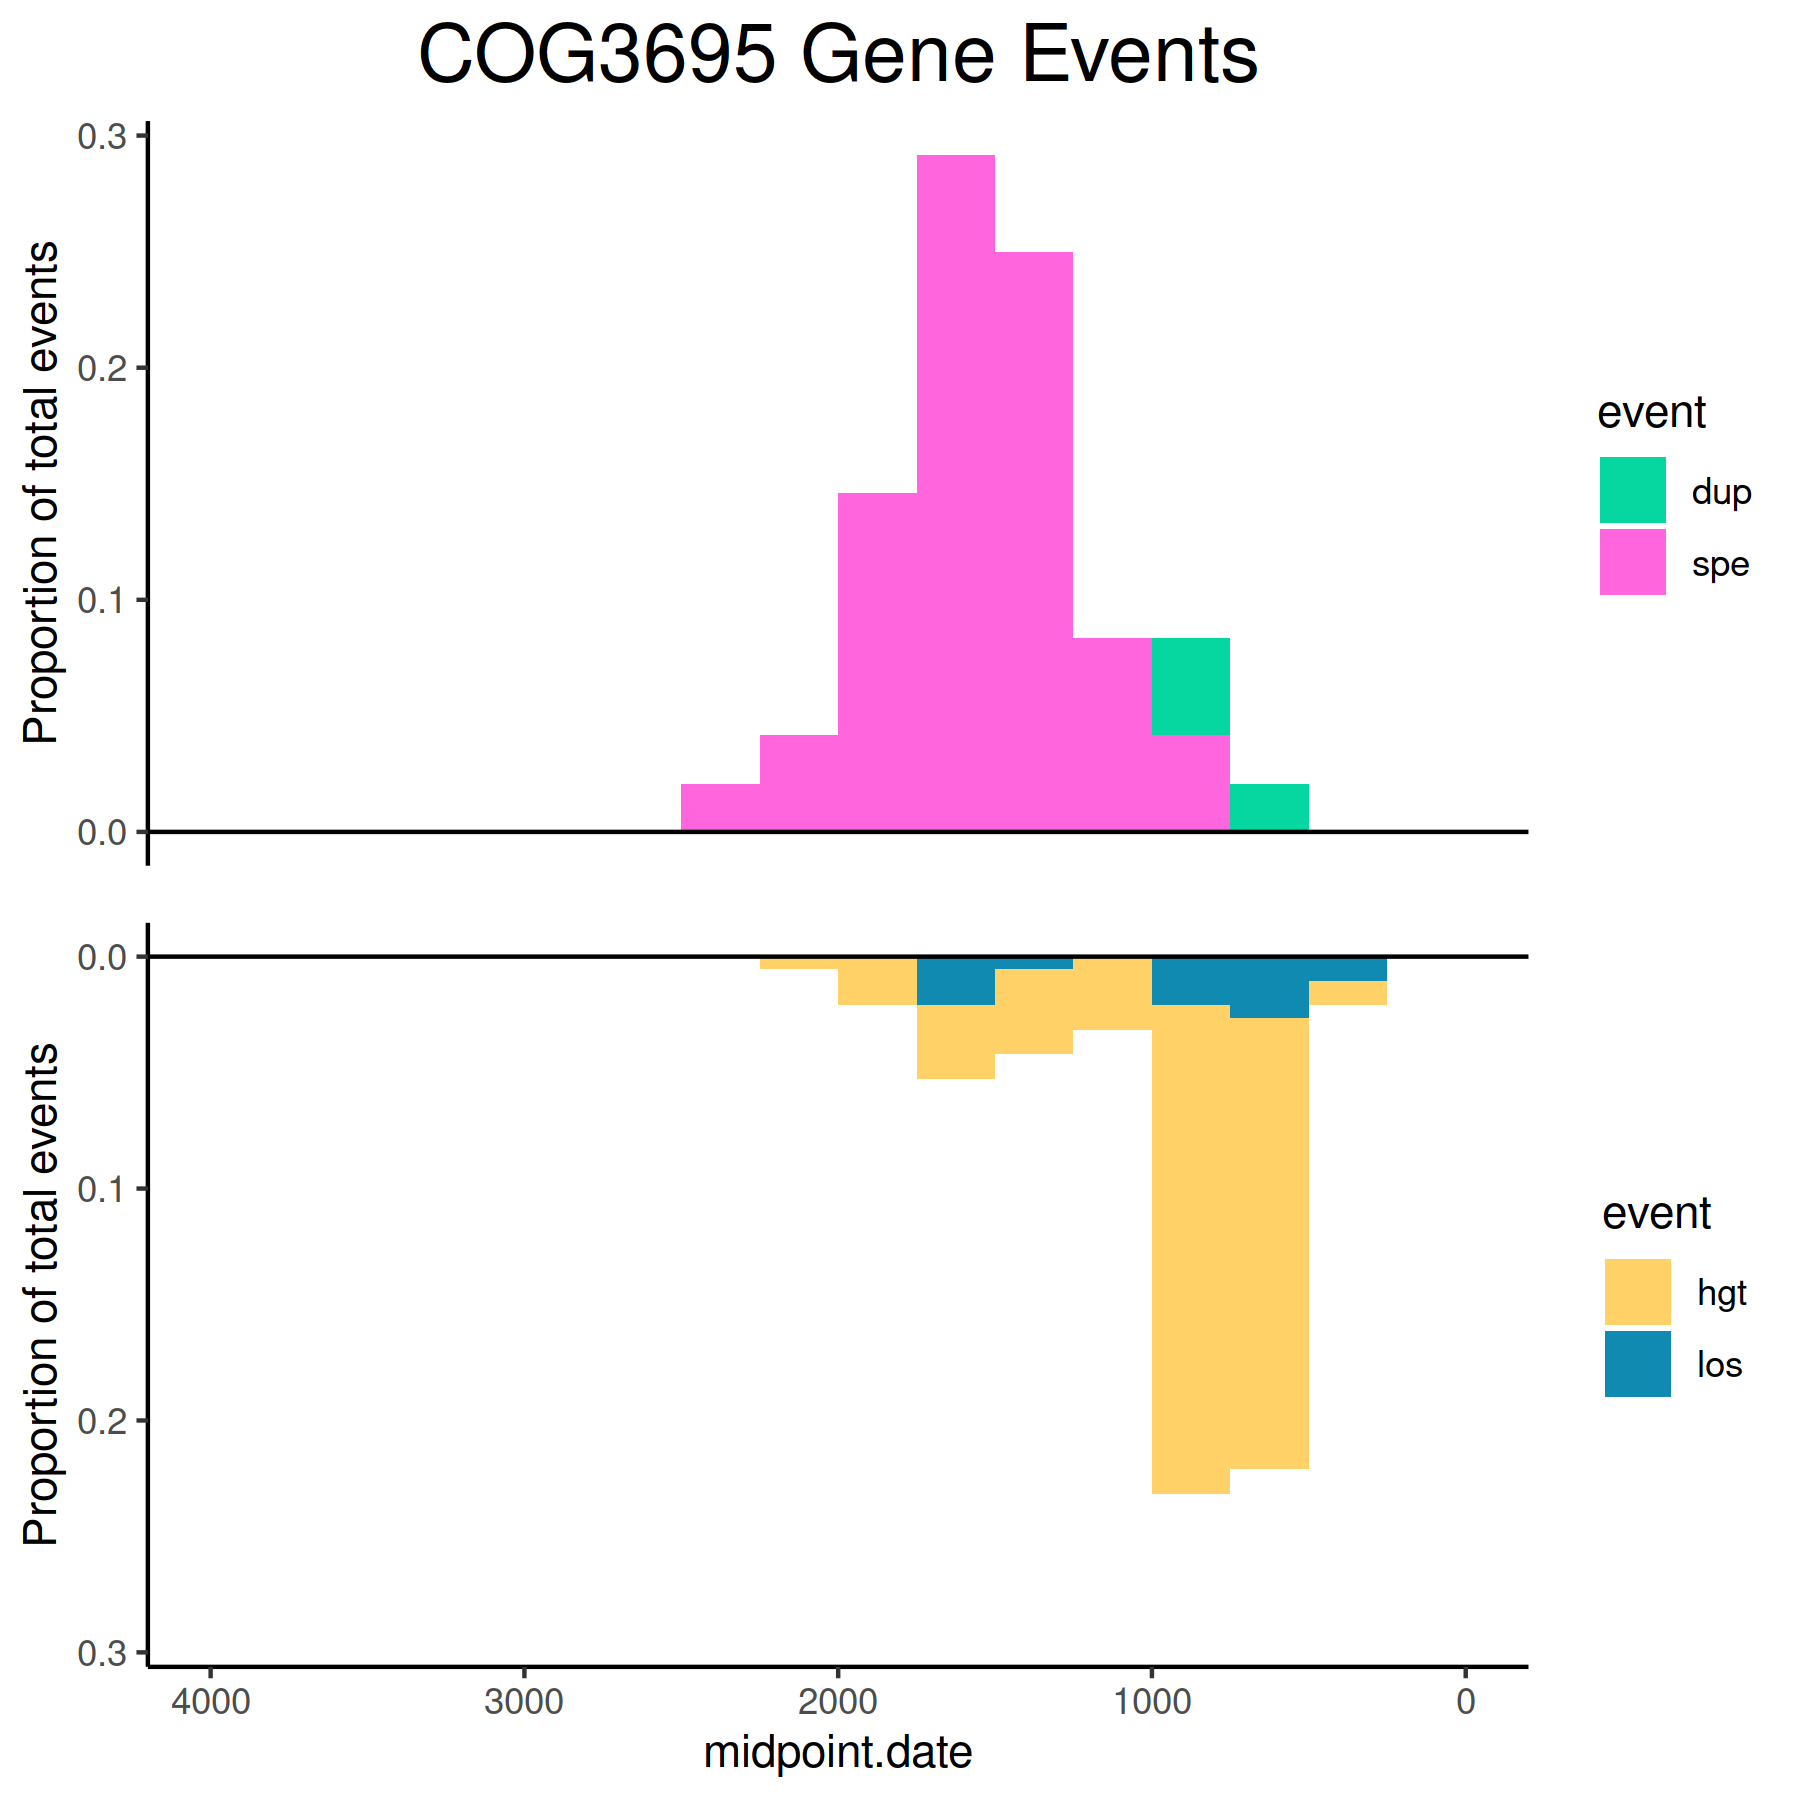 COG3695 Gene Events
Proportion of total events
0.3
0.2
0.1
0.0
event
dup
spe
Proportion of total events
0.0
0.1
0.2
0.3
event
hgt
los
4000 3000 2000 1000 0
midpoint.date